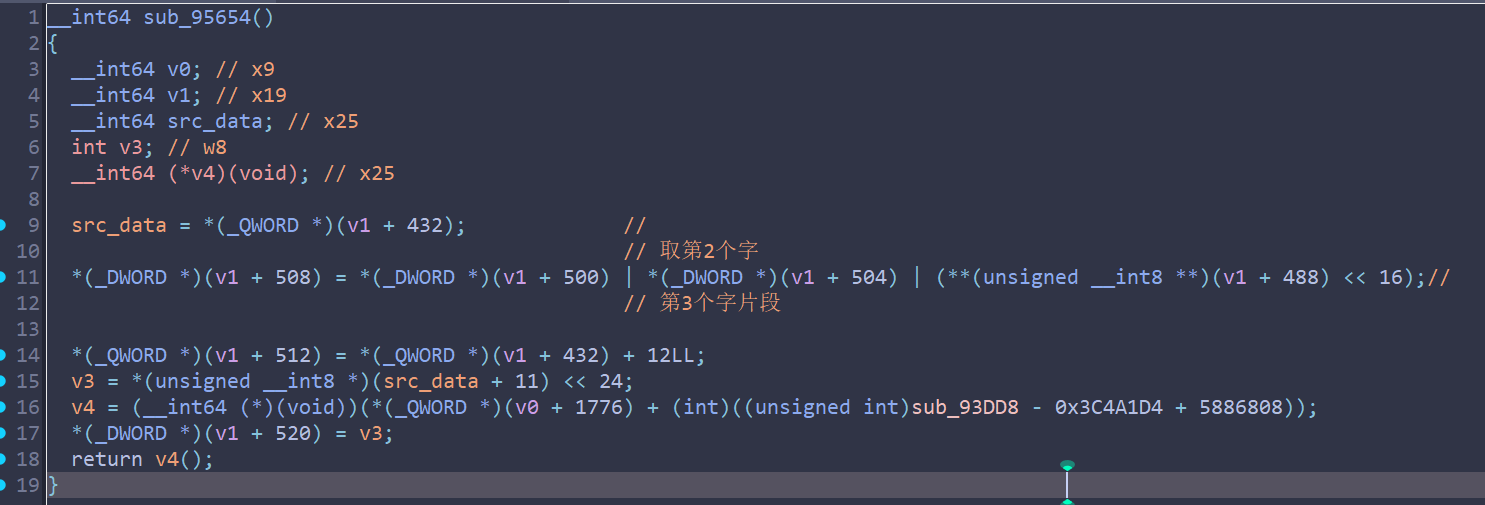 1 __int64 sub_95654()
2 {
3 __int64 v0; // x9
4 __int64 v1; // x19
5 __int64 src_data; // x25
6 int v3; // w8
7 __int64 (*v4)(void); // x25
8
9 src_data = *(_QWORD *)(v1 + 432); //
10 // 取第2个字
11 *(_DWORD *)(v1 + 508) = *(_DWORD *)(v1 + 500) | *(_DWORD *)(v1 + 504) | (**(unsigned __int8 **)(v1 + 488) << 16);//
12 // 第3个字片段
13
14 *(_QWORD *)(v1 + 512) = *(_QWORD *)(v1 + 432) + 12LL;
15 v3 = *(unsigned __int8 *)(src_data + 11) << 24;
16 v4 = (__int64 (*)(void))(*(_QWORD *)(v0 + 1776) + (int)((unsigned int)sub_93DD8 - 0x3C4A1D4 + 5886808));
17 *(_DWORD *)(v1 + 520) = v3;
18 return v4();
19 }